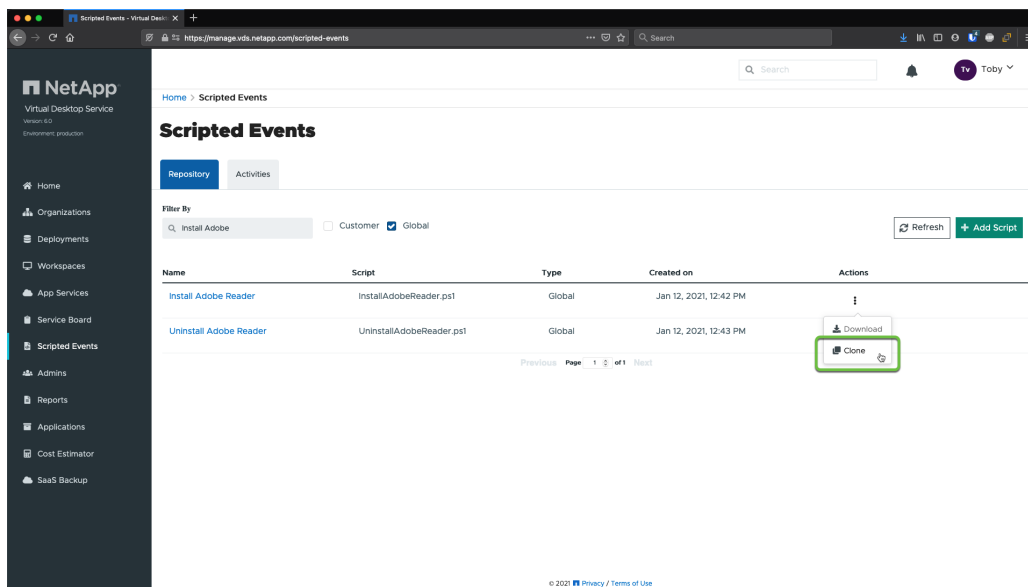 Scripted Events - Virtual Deskt
https://manage.vds.netapp.com/scripted-events
Search
NetApp
Virtual Desktop Service
Version: 6.0
Environment: production
Search
Tv
Toby
Home > Scripted Events
Scripted Events
Repository
Activities
Filter By
Install Adobe
Customer
Global
Refresh
+ Add Script
Name Script Type Created on Actions
Install Adobe Reader InstallAdobeReader.ps1 Global Jan 12, 2021, 12:42 PM
Uninstall Adobe Reader UninstallAdobeReader.ps1 Global Jan 12, 2021, 12:43 PM
Download
Clone
Previous Page 1 of 1 Next
Home
Organizations
Deployments
Workspaces
App Services
Service Board
Scripted Events
Admins
Reports
Applications
Cost Estimator
SaaS Backup
© 2021 Privacy / Terms of Use